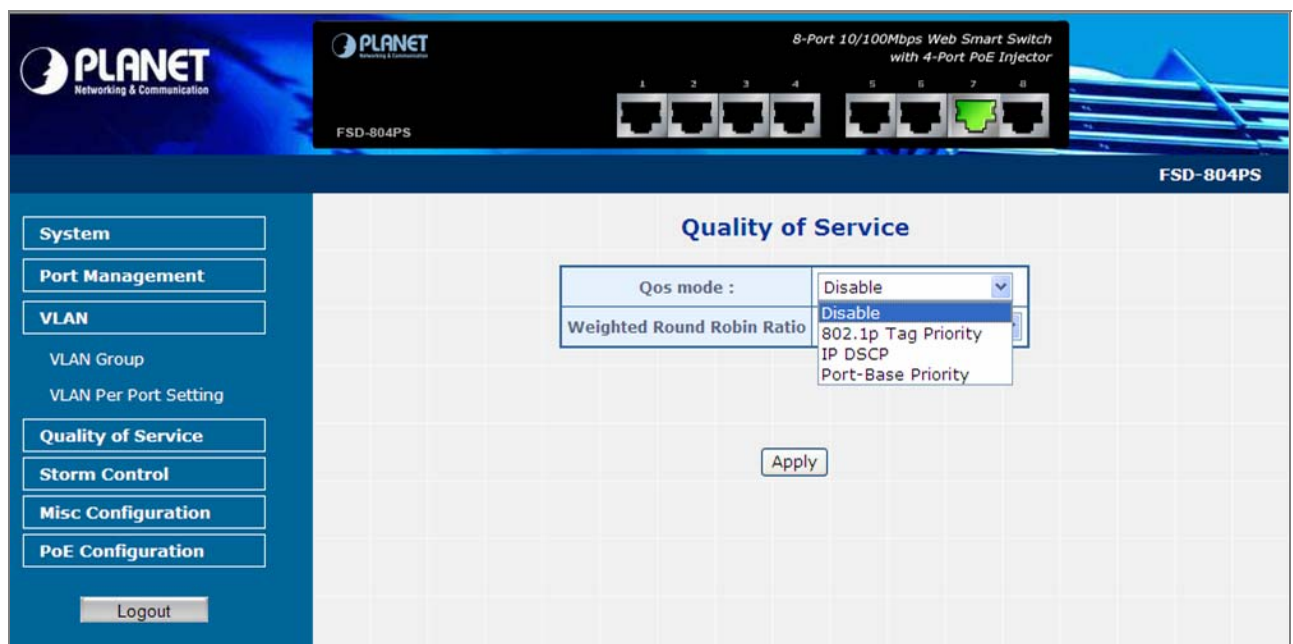 PLANET
Networking & Communication
PLANET
Networking & Communication
8-Port 10/100Mbps Web Smart Switch
with 4-Port PoE Injector
1 2 3 4 5 6 7 8
FSD-804PS
FSD-804PS
System
Port Management
VLAN
VLAN Group
VLAN Per Port Setting
Quality of Service
Storm Control
Misc Configuration
PoE Configuration
Logout
Quality of Service
Qos mode : Disable
Disable
802.1p Tag Priority
IP DSCP
Port-Base Priority
Weighted Round Robin Ratio
Apply